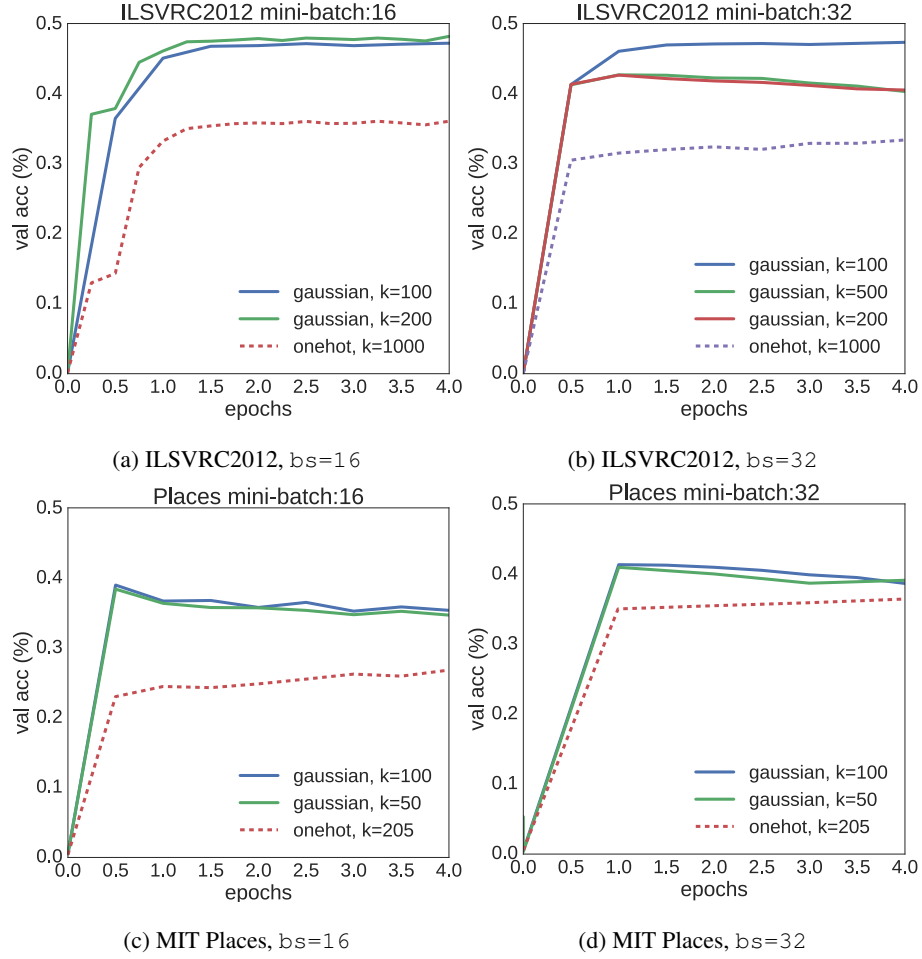 ILSVRC2012 mini-batch:16
0.5
0.4
0.3
0.2
0.1
0.0
val acc (%)
gaussian, k=100
gaussian, k=200
onehot, k=1000
0.0 0.5 1.0 1.5 2.0 2.5 3.0 3.5 4.0
epochs
(a) ILSVRC2012, bs=16
ILSVRC2012 mini-batch:32
0.5
0.4
0.3
0.2
0.1
0.0
val acc (%)
gaussian, k=100
gaussian, k=500
gaussian, k=200
onehot, k=1000
0.0 0.5 1.0 1.5 2.0 2.5 3.0 3.5 4.0
epochs
(b) ILSVRC2012, bs=32
Places mini-batch:16
0.5
0.4
0.3
0.2
0.1
0.0
val acc (%)
gaussian, k=100
gaussian, k=50
onehot, k=205
0.0 0.5 1.0 1.5 2.0 2.5 3.0 3.5 4.0
epochs
(c) MIT Places, bs=16
Places mini-batch:32
0.5
0.4
0.3
0.2
0.1
0.0
val acc (%)
gaussian, k=100
gaussian, k=50
onehot, k=205
0.0 0.5 1.0 1.5 2.0 2.5 3.0 3.5 4.0
epochs
(d) MIT Places, bs=32